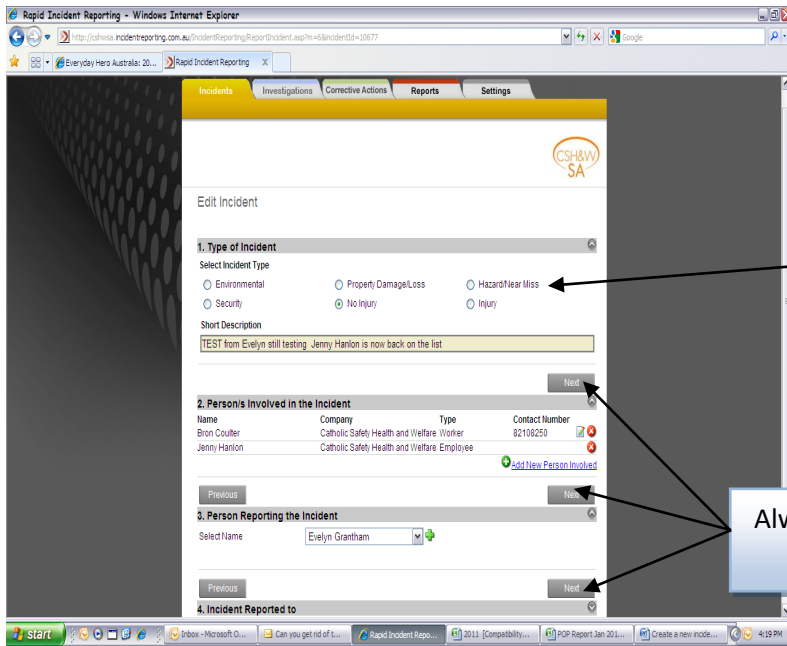 Rapid Incident Reporting - Windows Internet Explorer
http://cshwsa.incidentreporting.com.au/IncidentReporting/ReportIncident.asp?m=6&incidentId=10677
Google
Everyday Hero Australia: 20... Rapid Incident Reporting X
Incidents Investigations Corrective Actions Reports Settings
CSH&W
SA
Edit Incident
1. Type of Incident
Select Incident Type
Environmental Property Damage/Loss Hazard/Near Miss
Security No Injury Injury
Short Description
TEST from Evelyn still testing Jenny Hanlon is now back on the list
Next
2. Person/s Involved in the Incident
Name Company Type Contact Number
Bron Coulter Catholic Safety Health and Welfare Worker 82108250
Jenny Hanlon Catholic Safety Health and Welfare Employee
Add New Person Involved
Previous Next
3. Person Reporting the Incident
Select Name Evelyn Grantham
Alw
Previous Next
4. Incident Reported to
start Inbox - Microsoft O... Can you get rid of t... Rapid Incident Repo... 2011 [Compatibility... POP Report Jan 201... Create a new incide... 4:19 PM